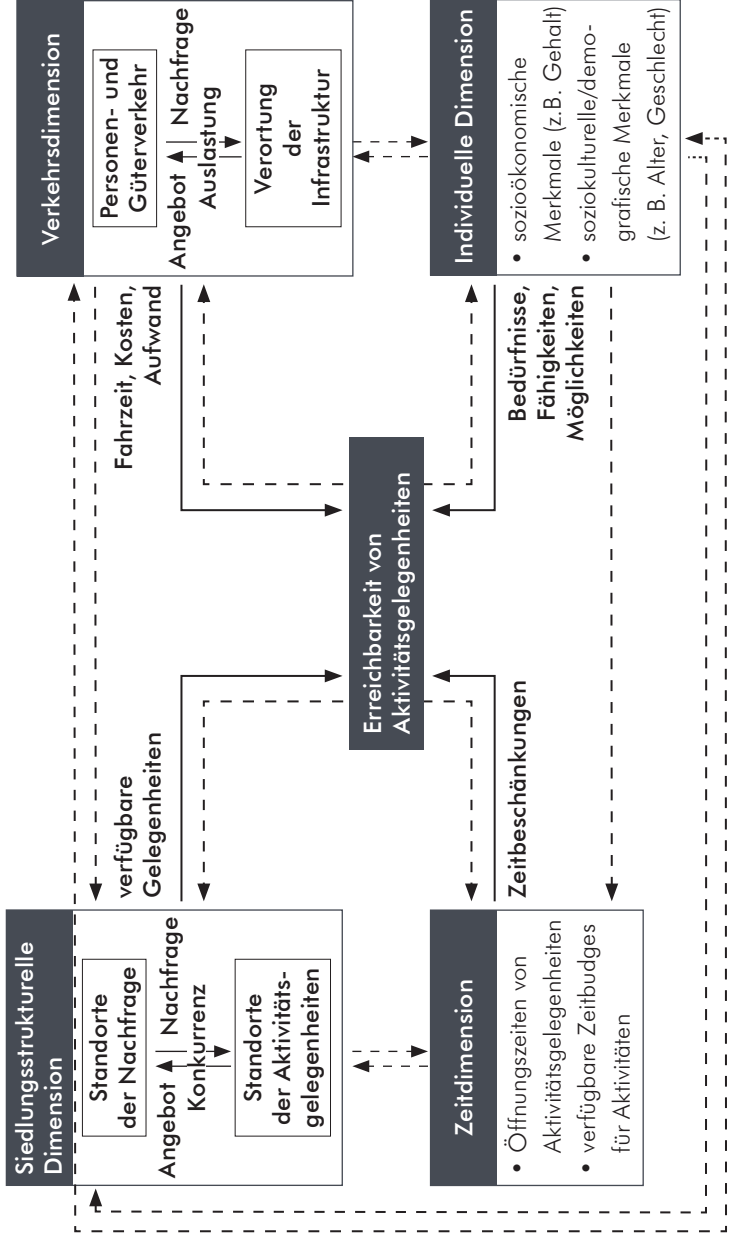 Siedlungsstrukturelle
Dimension
Standorte
der Nachfrage
Angebot
Nachfrage
Konkurrenz
Standorte
der Aktivitäts-
gelegenheiten
verfügbare
Gelegenheiten
Fahrzeit, Kosten,
Aufwand
Verkehrsdimension
Personen- und
Güterverkehr
Angebot
Nachfrage
Auslastung
Verortung
der
Infrastruktur
Erreichbarkeit von
Aktivitätsgelegenheiten
Zeitdimension
• Öffnungszeiten von
Aktivitätsgelegenheiten
• verfügbare Zeitbudges
für Aktivitäten
Zeitbeschänkungen
Bedürfnisse,
Fähigkeiten,
Möglichkeiten
Individuelle Dimension
• sozioökonomische
Merkmale (z.B. Gehalt)
• soziokulturelle/demo-
grafische Merkmale
(z. B. Alter, Geschlecht)